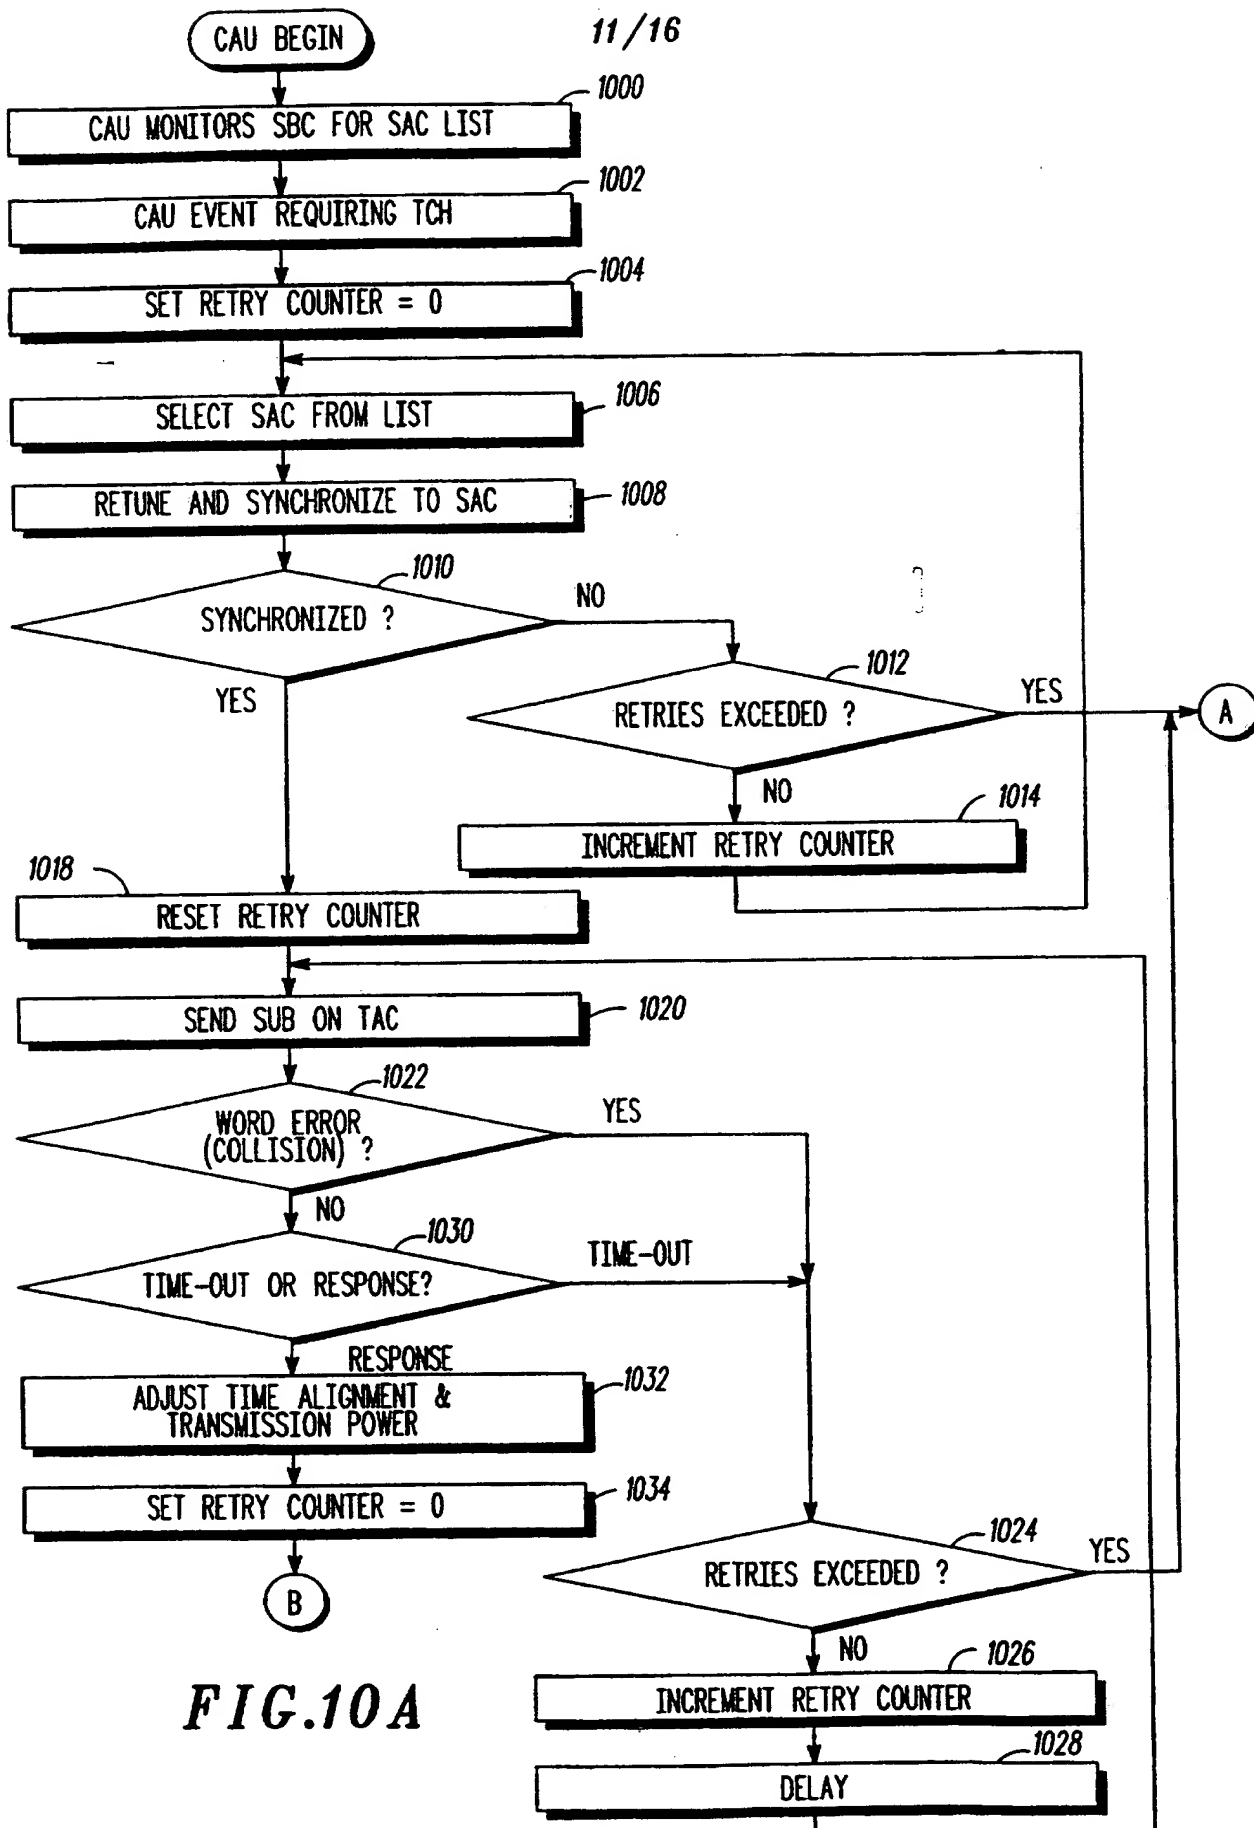 11/16
CAU BEGIN
1000
CAU MONITORS SBC FOR SAC LIST
1002
CAU EVENT REQUIRING TCH
1004
SET RETRY COUNTER = 0
SELECT SAC FROM LIST
1006
RETUNE AND SYNCHRONIZE TO SAC
1008
1010
SYNCHRONIZED ?
NO
YES
1012
RETRIES EXCEEDED ?
YES
A
NO
1014
INCREMENT RETRY COUNTER
1018
RESET RETRY COUNTER
SEND SUB ON TAC
1020
1022
WORD ERROR
(COLLISION) ?
YES
NO
1030
TIME-OUT OR RESPONSE?
TIME-OUT
RESPONSE
ADJUST TIME ALIGNMENT &
TRANSMISSION POWER
1032
SET RETRY COUNTER = 0
1034
B
1024
RETRIES EXCEEDED ?
YES
NO
1026
INCREMENT RETRY COUNTER
1028
DELAY
FIG.10A